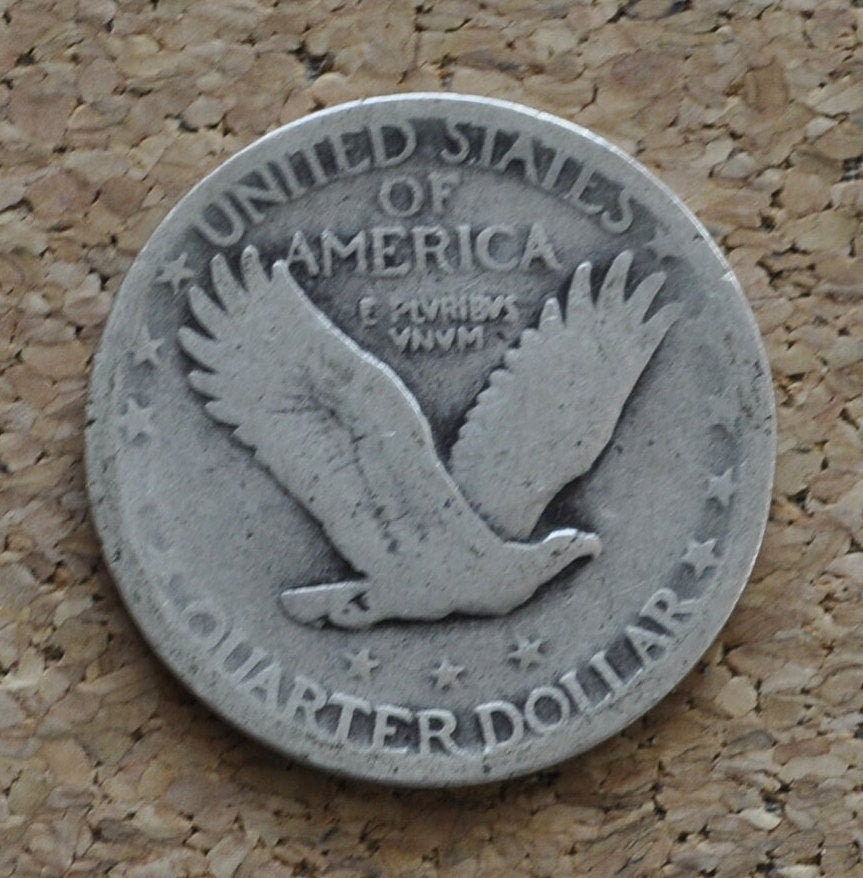 UNITED STATES
OF
AMERICA
E PLVRIBVS
VNVM
QUARTER DOLLAR